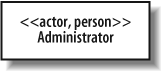 <<actor, person>>
Administrator